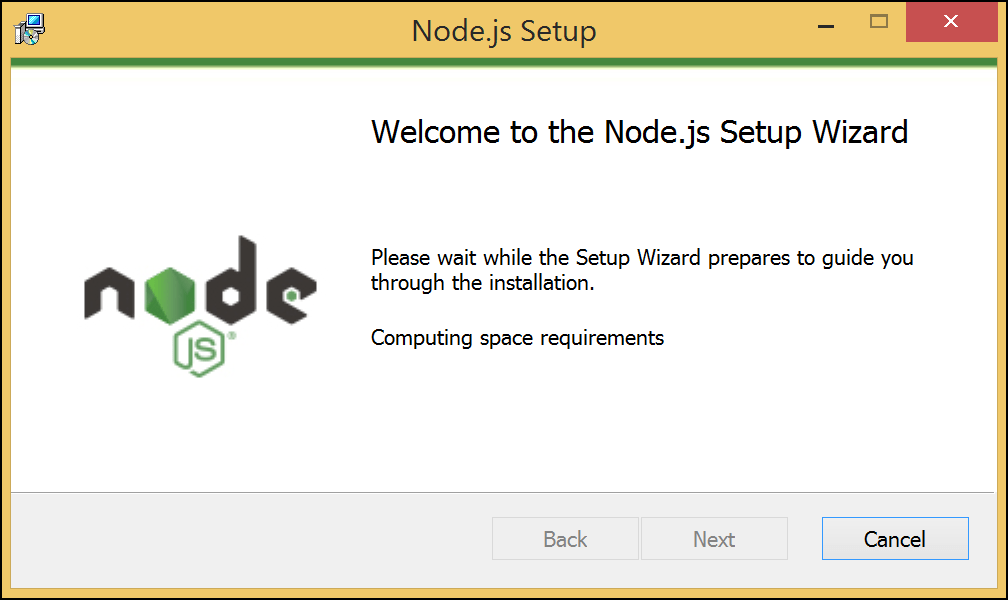 Node.js Setup
Welcome to the Node.js Setup Wizard
Please wait while the Setup Wizard prepares to guide you
through the installation.
Computing space requirements
node
JS®
Back
Next
Cancel